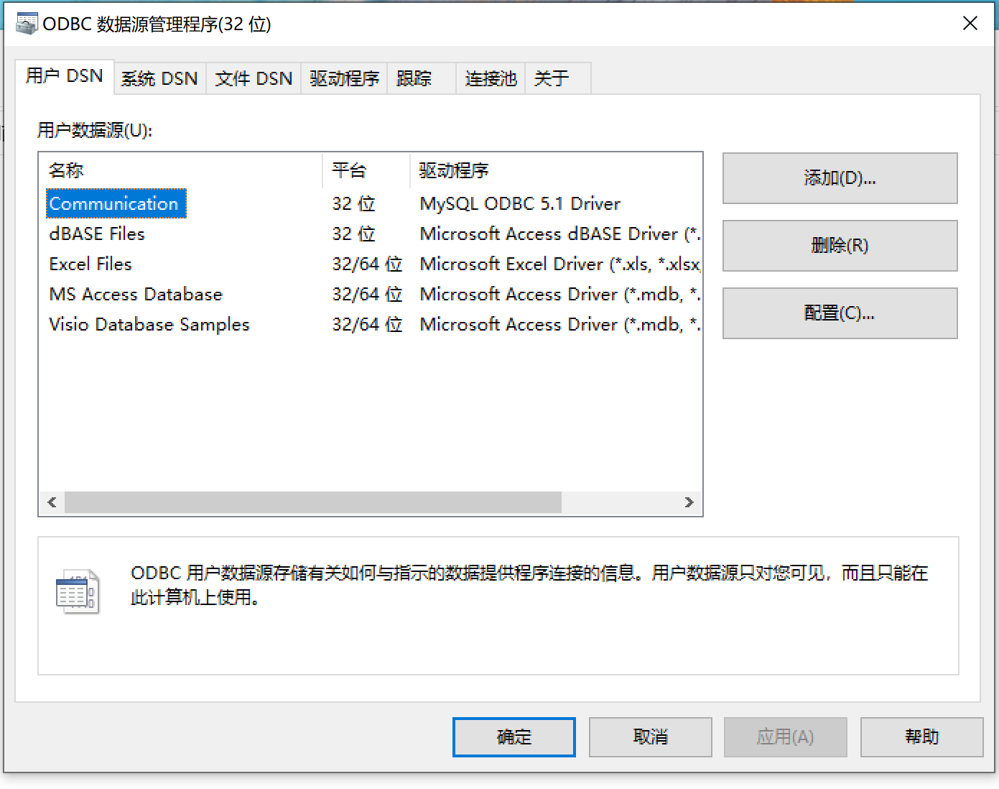 ODBC 数据源管理程序(32 位)
用户 DSN 系统 DSN 文件 DSN 驱动程序 跟踪 连接池 关于
用户数据源(U):
名称 平台 驱动程序
Communication 32 位 MySQL ODBC 5.1 Driver
dBASE Files 32 位 Microsoft Access dBASE Driver (*.
Excel Files 32/64 位 Microsoft Excel Driver (*.xls, *.xlsx,
MS Access Database 32/64 位 Microsoft Access Driver (*.mdb, *.
Visio Database Samples 32/64 位 Microsoft Access Driver (*.mdb, *.
添加(D)...
删除(R)
配置(C)...
ODBC 用户数据源存储有关如何与指示的数据提供程序连接的信息。用户数据源只对您可见，而且只能在
此计算机上使用。
确定 取消 应用(A) 帮助